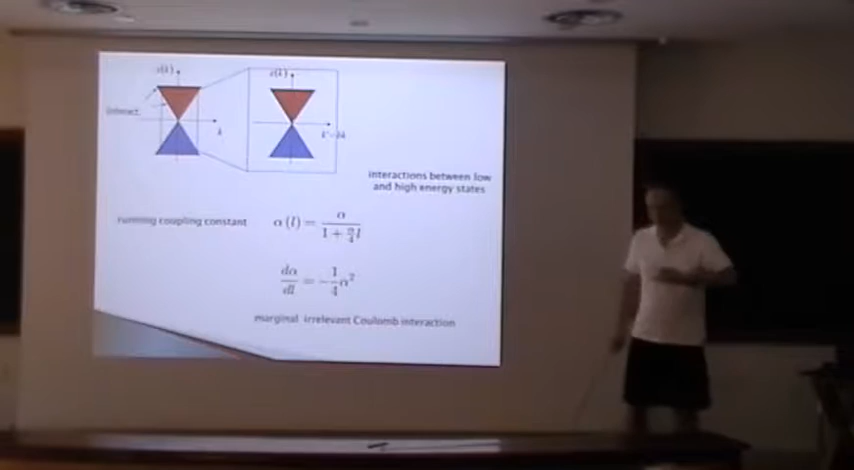 ε(k) ε(k)
interact
k
interactions between low
and high energy states
running coupling constant α(l) = α / (1 + α/4 l)
dα/dl = -1/4 α²
marginal irrelevant Coulomb interaction